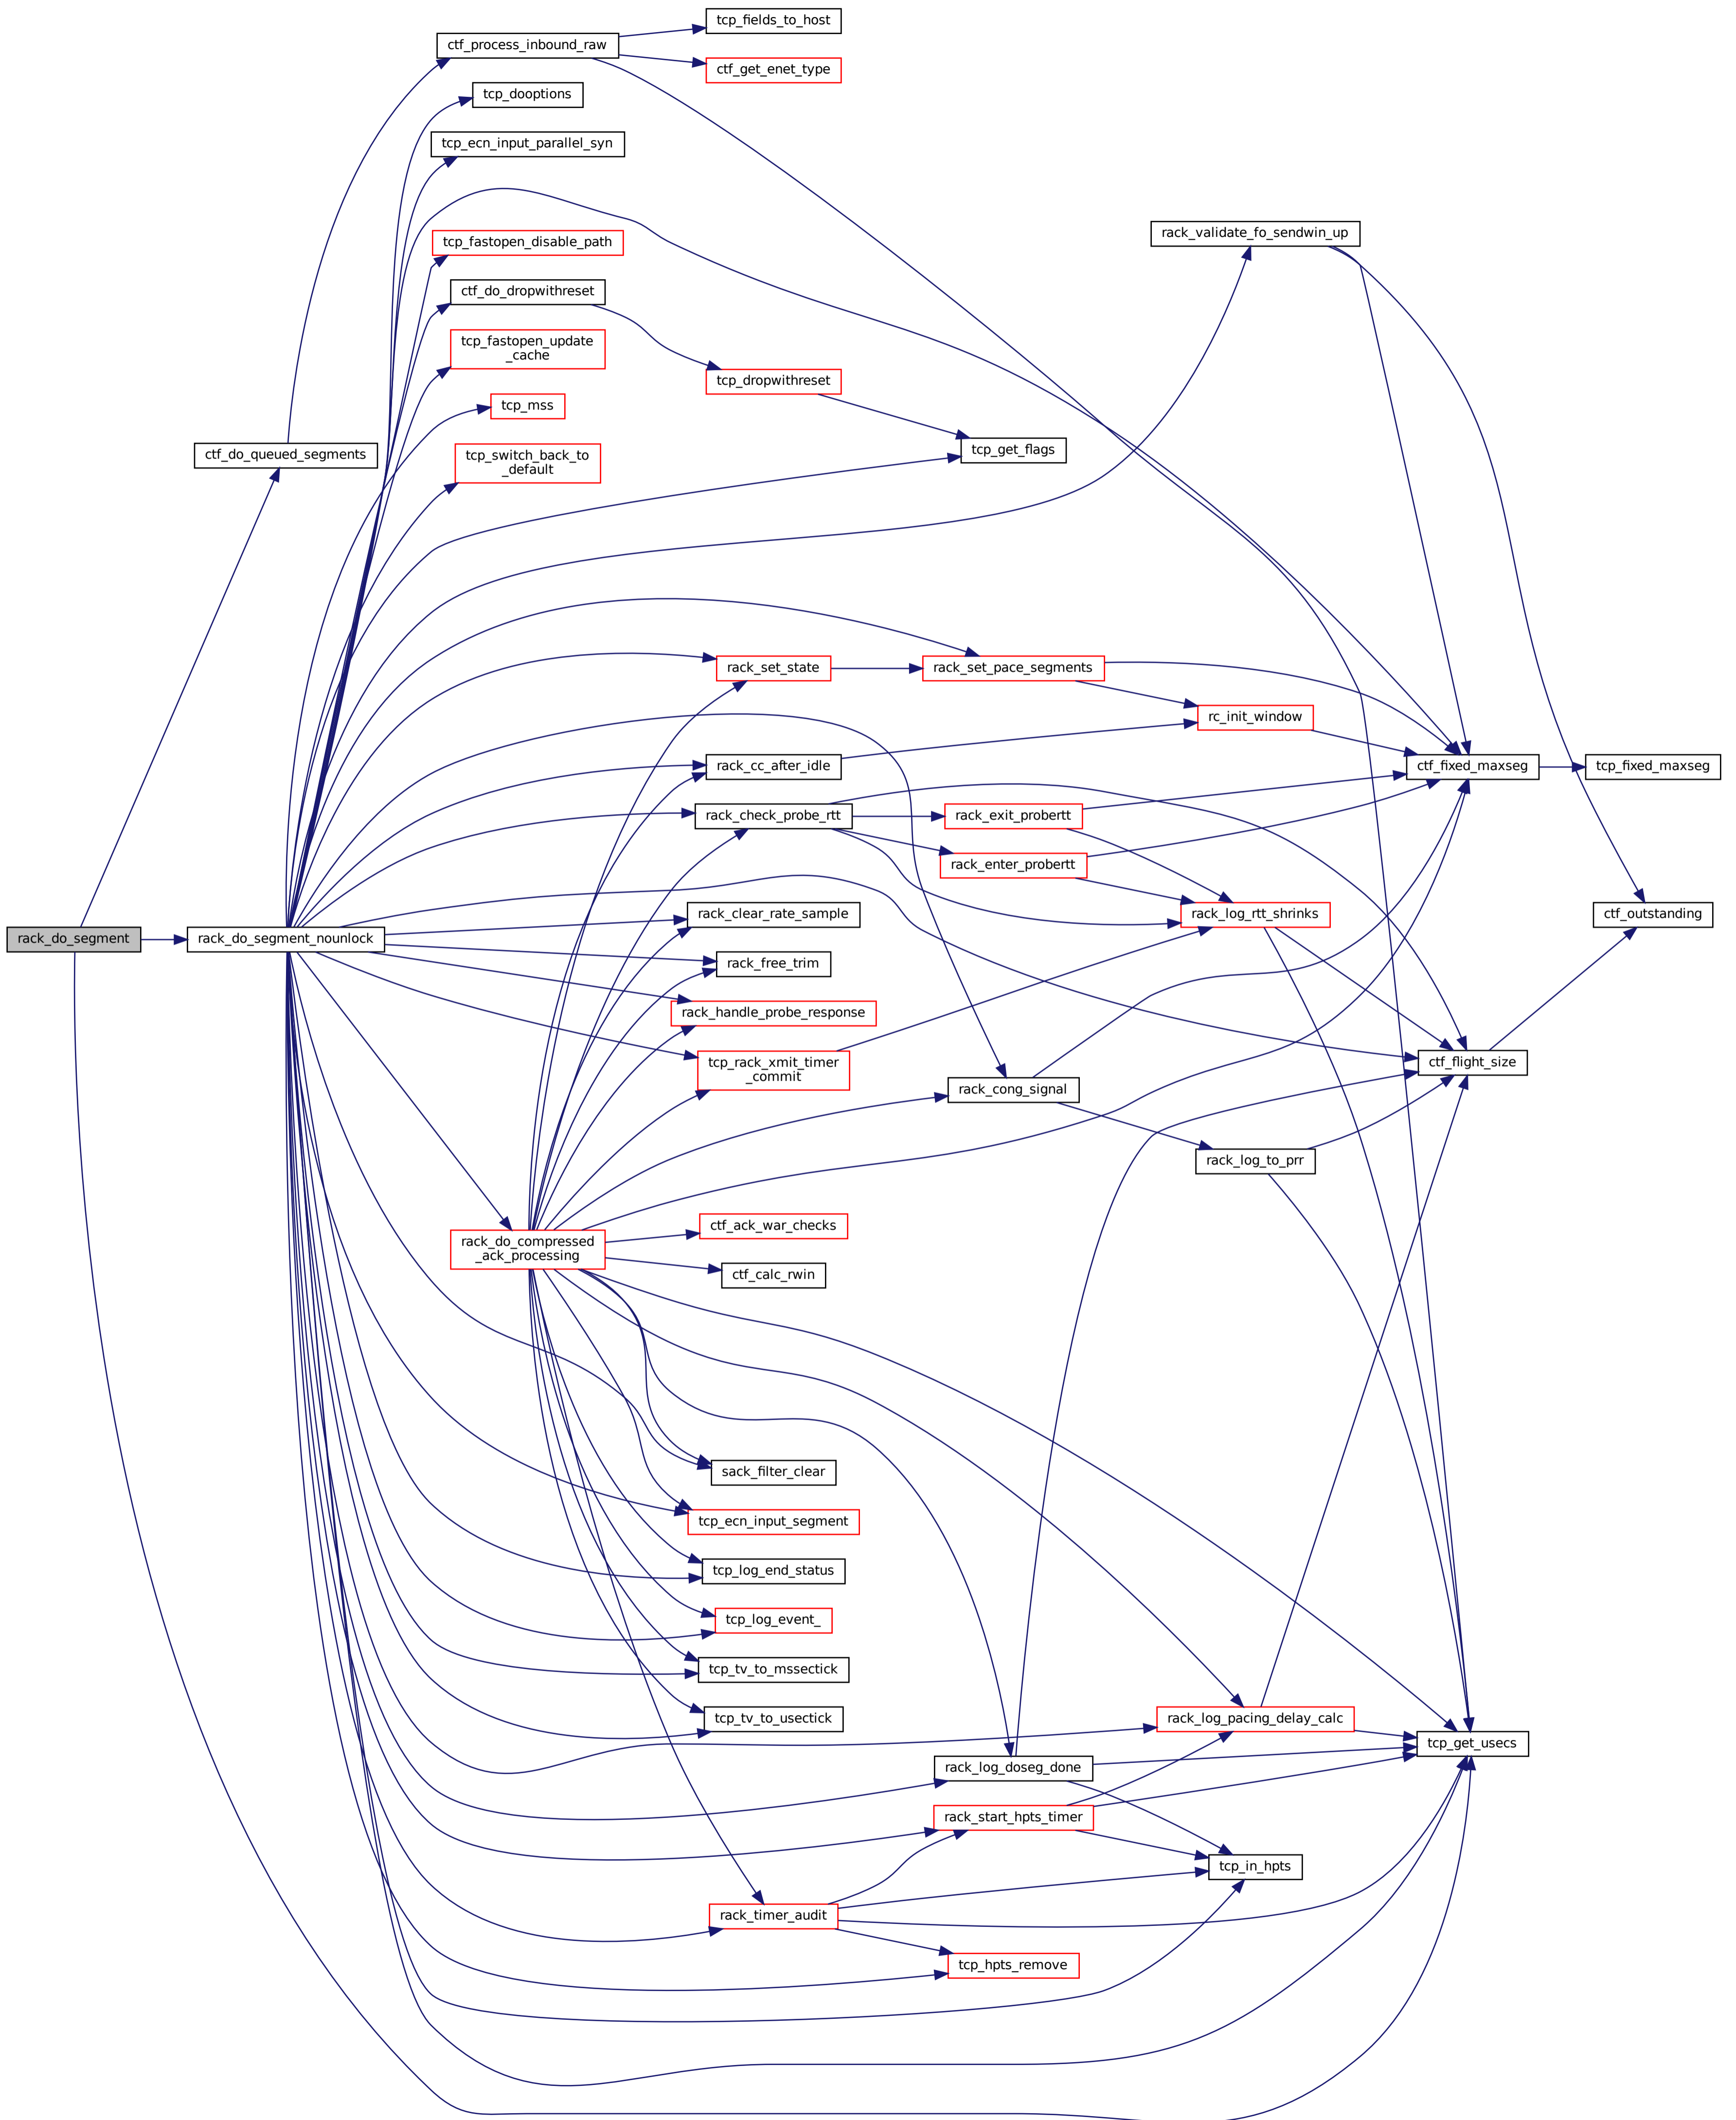 tcp_fields_to_host
ctf_process_inbound_raw
ctf_get_enet_type
tcp_dooptions
tcp_ecn_input_parallel_syn
rack_validate_fo_sendwin_up
tcp_fastopen_disable_path
ctf_do_dropwithreset
tcp_fastopen_update
_cache
tcp_dropwithreset
tcp_mss
tcp_get_flags
ctf_do_queued_segments
tcp_switch_back_to
_default
rack_set_state
rack_set_pace_segments
rc_init_window
rack_cc_after_idle
ctf_fixed_maxseg
tcp_fixed_maxseg
rack_check_probe_rtt
rack_exit_probertt
rack_enter_probertt
rack_clear_rate_sample
rack_log_rtt_shrinks
ctf_outstanding
rack_do_segment
rack_do_segment_nounlock
rack_free_trim
rack_handle_probe_response
tcp_rack_xmit_timer
_commit
ctf_flight_size
rack_cong_signal
rack_log_to_prr
ctf_ack_war_checks
rack_do_compressed
_ack_processing
ctf_calc_rwin
sack_filter_clear
tcp_ecn_input_segment
tcp_log_end_status
tcp_log_event_
tcp_tv_to_mssectick
tcp_tv_to_usectick
rack_log_pacing_delay_calc
tcp_get_usecs
rack_log_doseg_done
rack_start_hpts_timer
tcp_in_hpts
rack_timer_audit
tcp_hpts_remove